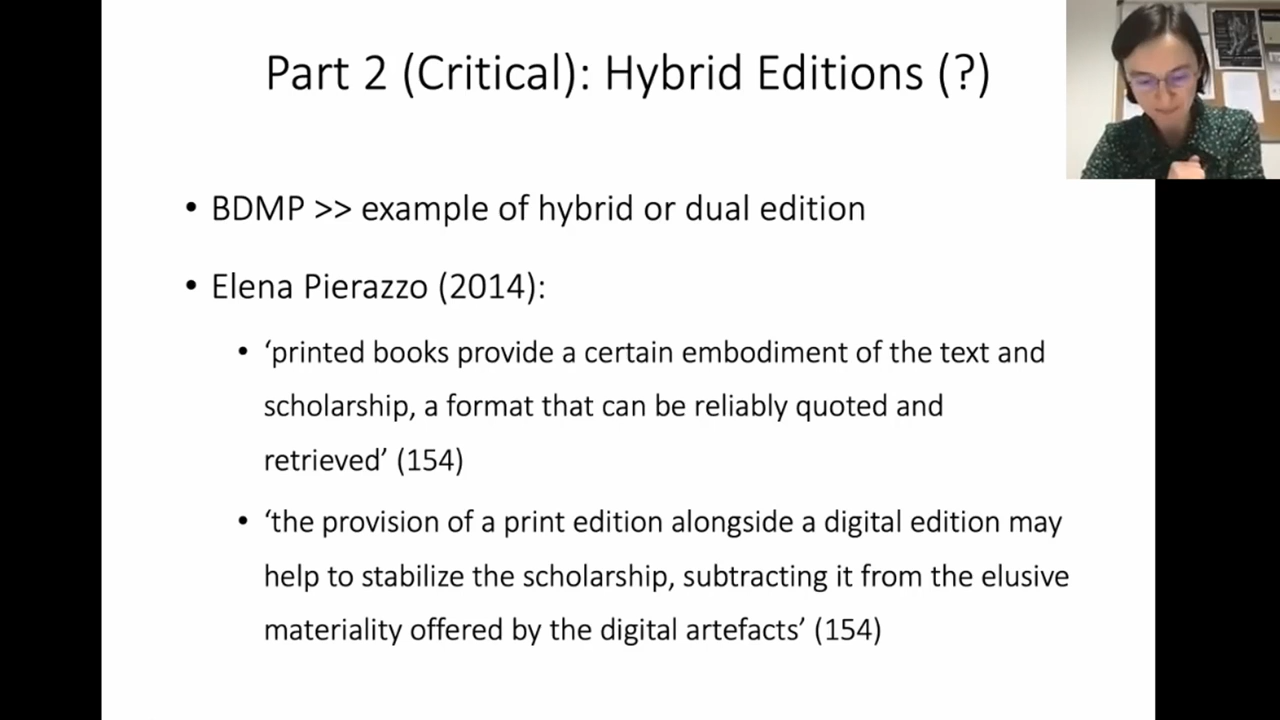 Part 2 (Critical): Hybrid Editions (?)
• BDMP >> example of hybrid or dual edition
• Elena Pierazzo (2014):
• ‘printed books provide a certain embodiment of the text and
scholarship, a format that can be reliably quoted and
retrieved’ (154)
• ‘the provision of a print edition alongside a digital edition may
help to stabilize the scholarship, subtracting it from the elusive
materiality offered by the digital artefacts’ (154)